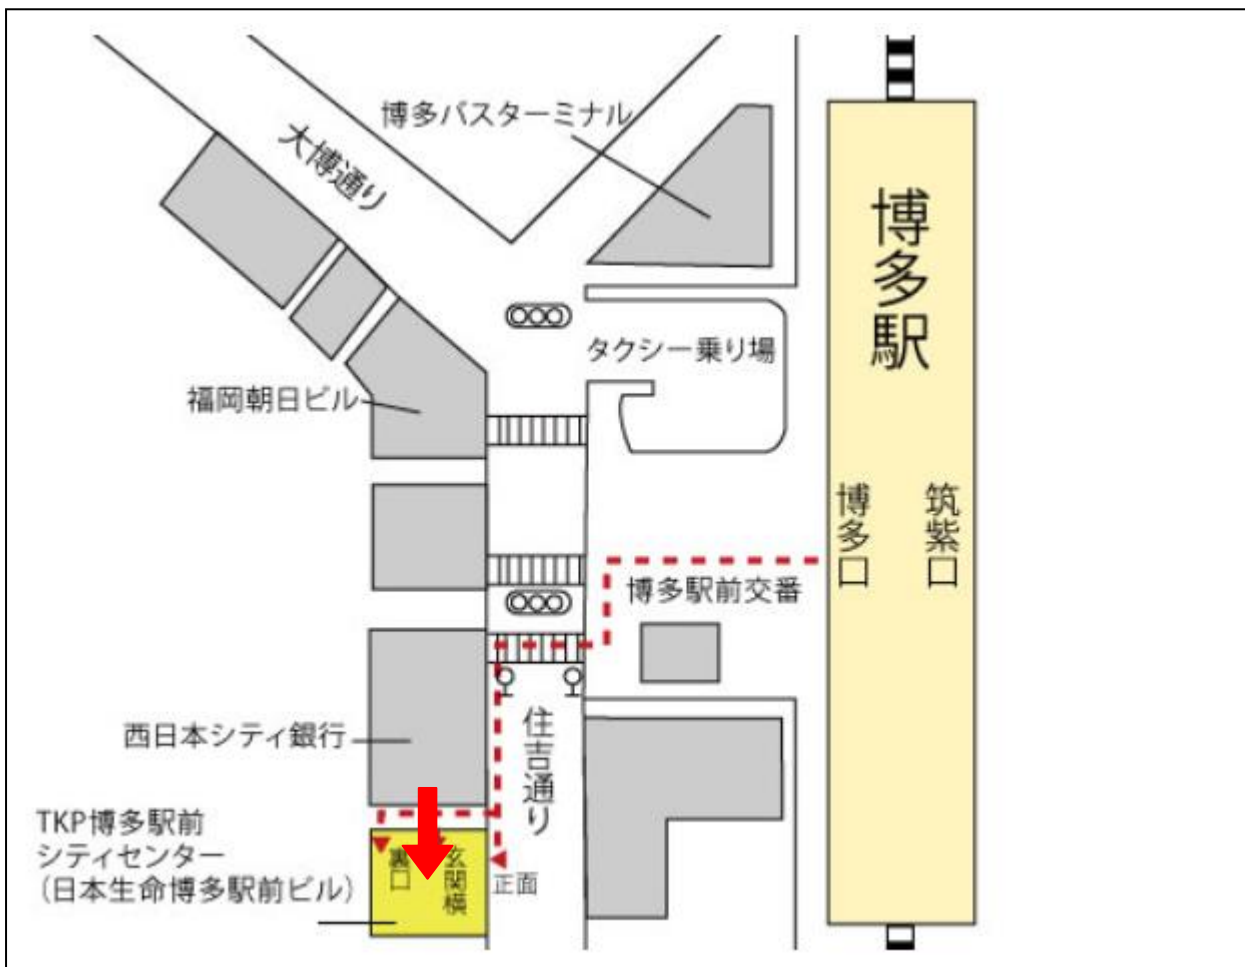 博多バスターミナル
大博通り
博多駅
タクシー乗り場
福岡朝日ビル
博多口
筑紫口
博多駅前交番
西日本シティ銀行
住吉通り
TKP博多駅前
シティセンター
（日本生命博多駅前ビル）
裏口
玄関横
正面